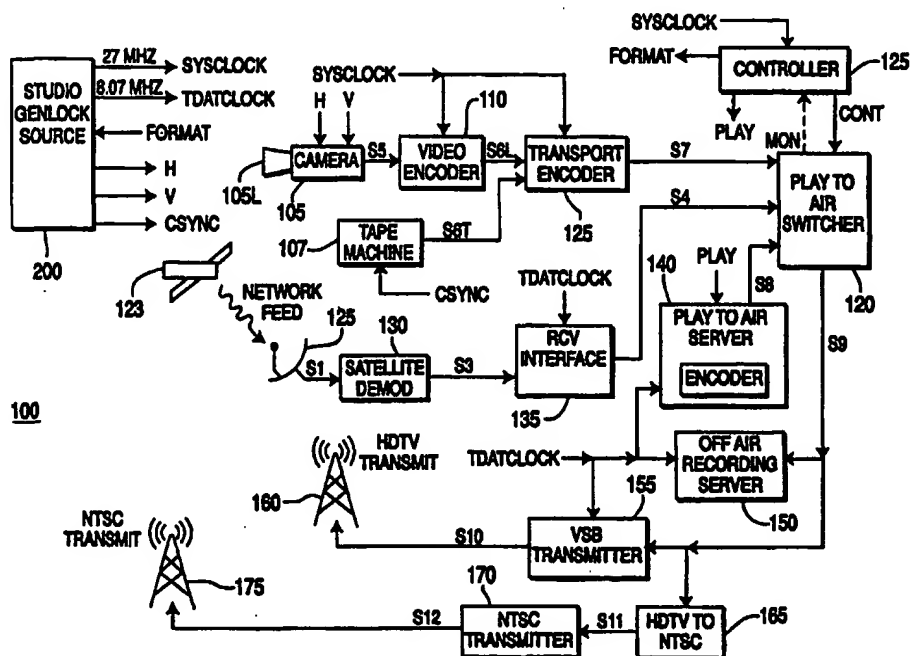 SYSCLOCK
FORMAT
CONTROLLER
125
PLAY
MON
CONT
27 MHZ
SYSCLOCK
8.07 MHZ
TDATCLOCK
STUDIO
GENLOCK
SOURCE
FORMAT
H
V
CSYNC
200
SYSCLOCK
H V
110
105L
CAMERA
105
S5
VIDEO
ENCODER
S6L
TRANSPORT
ENCODER
125
S7
S4
PLAY TO
AIR
SWITCHER
120
107
TAPE
MACHINE
S6T
CSYNC
123
NETWORK
FEED
125
S1
130
SATELLITE
DEMOD
S3
TDATCLOCK
RCV
INTERFACE
135
PLAY
140
S8
PLAY TO AIR
SERVER
ENCODER
S9
100
HDTV
TRANSMIT
160
TDATCLOCK
OFF AIR
RECORDING
SERVER
150
155
VSB
TRANSMITTER
S10
NTSC
TRANSMIT
175
S12
170
NTSC
TRANSMITTER
S11
HDTV TO
NTSC
165